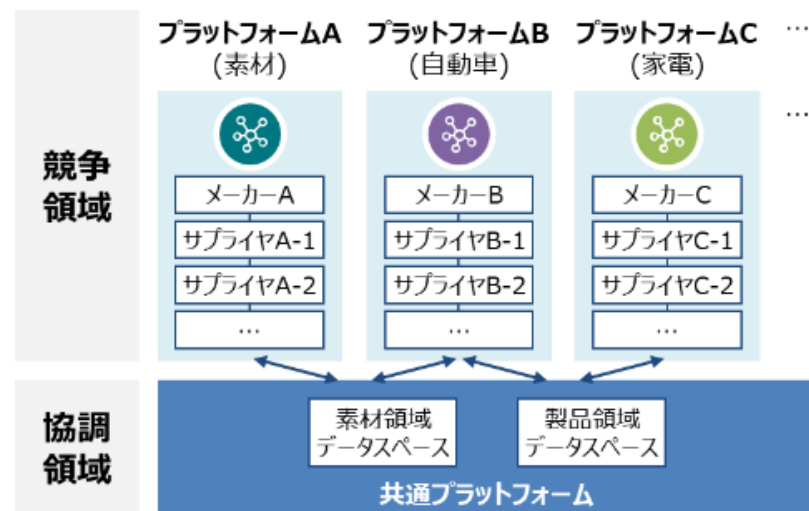 プラットフォームA
(素材)
プラットフォームB
(自動車)
プラットフォームC
(家電)
…
…
競争
領域
メーカーA
サプライヤA-1
サプライヤA-2
…
メーカーB
サプライヤB-1
サプライヤB-2
…
メーカーC
サプライヤC-1
サプライヤC-2
…
協調
領域
素材領域
データスペース
製品領域
データスペース
共通プラットフォーム